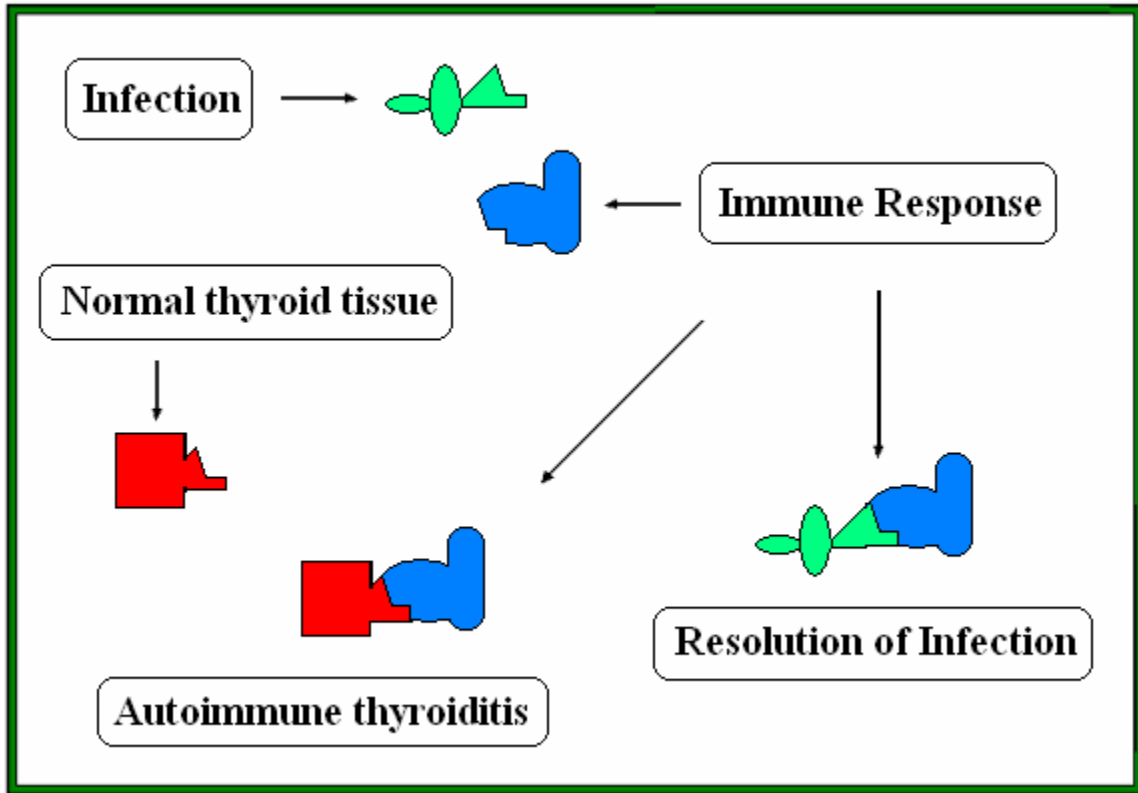 Infection
Immune Response
Normal thyroid tissue
Resolution of Infection
Autoimmune thyroiditis